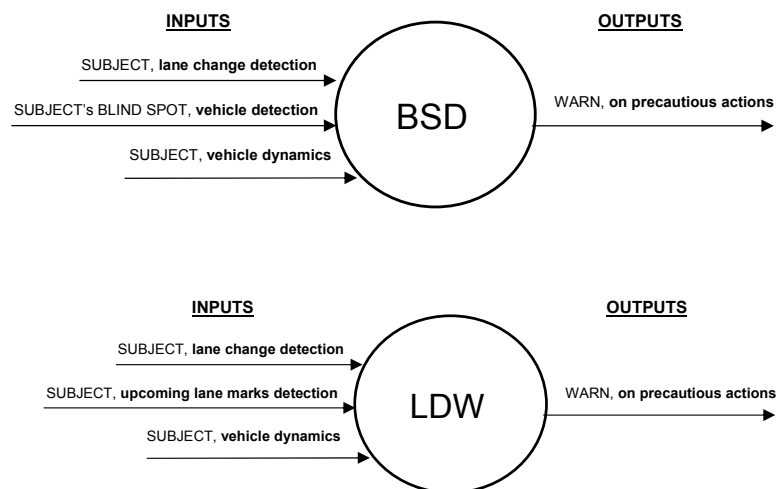 INPUTS
OUTPUTS
SUBJECT, lane change detection
SUBJECT's BLIND SPOT, vehicle detection
SUBJECT, vehicle dynamics
BSD
WARN, on precautious actions
INPUTS
OUTPUTS
SUBJECT, lane change detection
SUBJECT, upcoming lane marks detection
SUBJECT, vehicle dynamics
LDW
WARN, on precautious actions